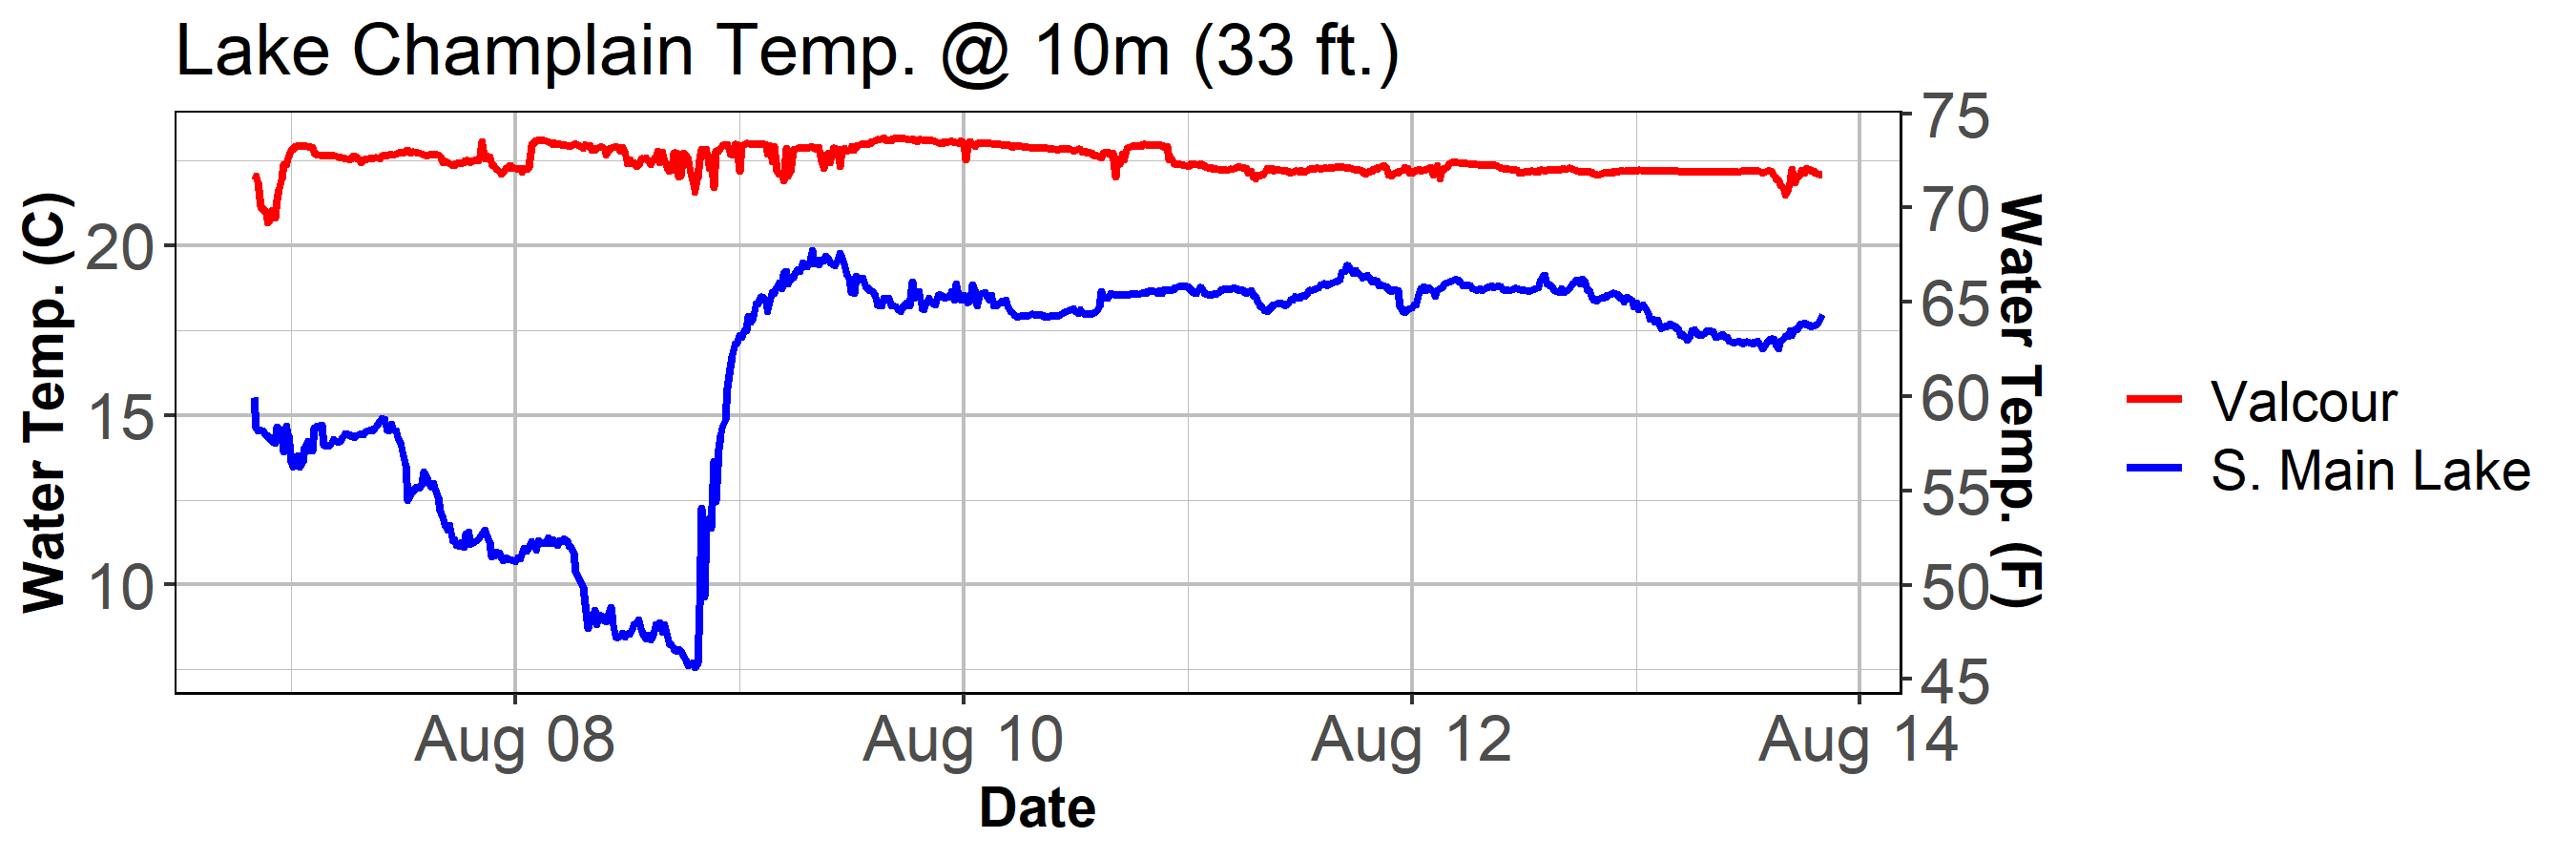 Lake Champlain Temp. @ 10m (33 ft.)
Water Temp. (C)
20
15
10
75
70
65
60
55
50
45
Water Temp. (F)
Aug 08
Aug 10
Aug 12
Aug 14
Date
Valcour
S. Main Lake